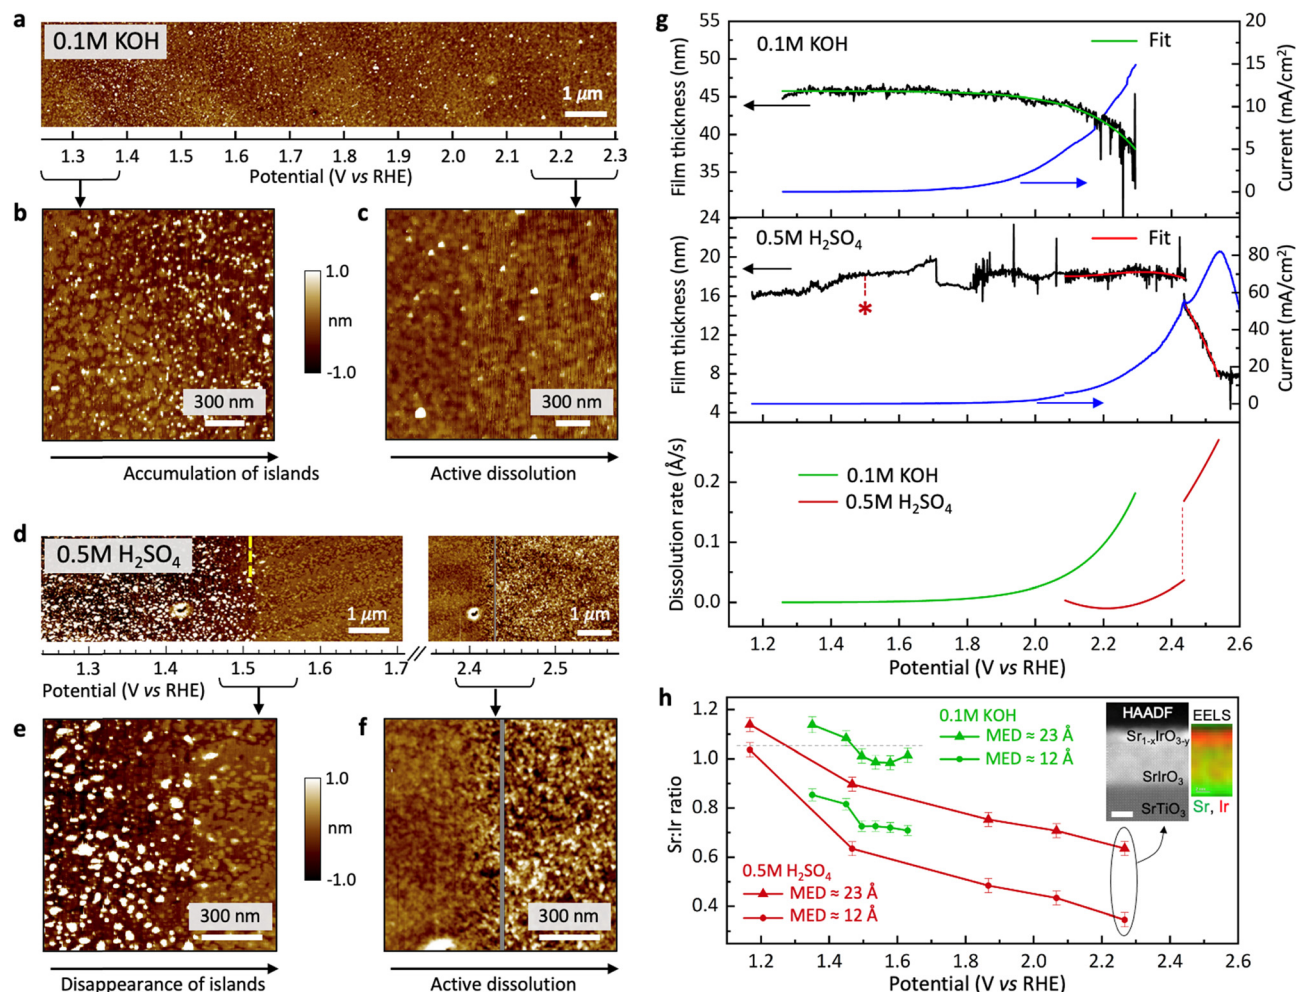 a
0.1M KOH
1 μm
1.3 1.4 1.5 1.6 1.7 1.8 1.9 2.0 2.1 2.2 2.3
Potential (V vs RHE)
b
300 nm
Accumulation of islands
1.0
nm
-1.0
c
300 nm
Active dissolution
d
0.5M H₂SO₄
1 μm
1 μm
1.3 1.4 1.5 1.6 1.7 // 2.4 2.5
Potential (V vs RHE)
e
300 nm
Disappearance of islands
1.0
nm
-1.0
f
300 nm
Active dissolution
g
Film thickness (nm)
55
50
45
40
35
0.1M KOH
Fit
20
15
10
5
0
Current (mA/cm²)
Film thickness (nm)
24
20
18
16
14
12
10
8
6
4
0.5M H₂SO₄
Fit
*
80
60
40
20
0
Current (mA/cm²)
Dissolution rate (Å/s)
0.2
0.1
0.0
0.1M KOH
0.5M H₂SO₄
1.2 1.4 1.6 1.8 2.0 2.2 2.4 2.6
Potential (V vs RHE)
h
Sr:Ir ratio
1.2
1.0
0.8
0.6
0.4
0.1M KOH
MED ≈ 23 Å
MED ≈ 12 Å
0.5M H₂SO₄
MED ≈ 23 Å
MED ≈ 12 Å
HAADF
Sr₁₋ₓIrO₃₋ᵧ
SrIrO₃
SrTiO₃
EELS
Sr, Ir
1.2 1.4 1.6 1.8 2.0 2.2 2.4 2.6
Potential (V vs RHE)